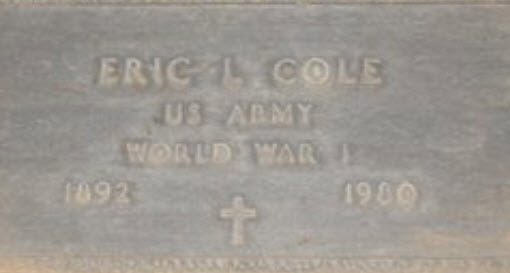 ERIC L COLE
US ARMY
WORLD WAR I
1892 1980